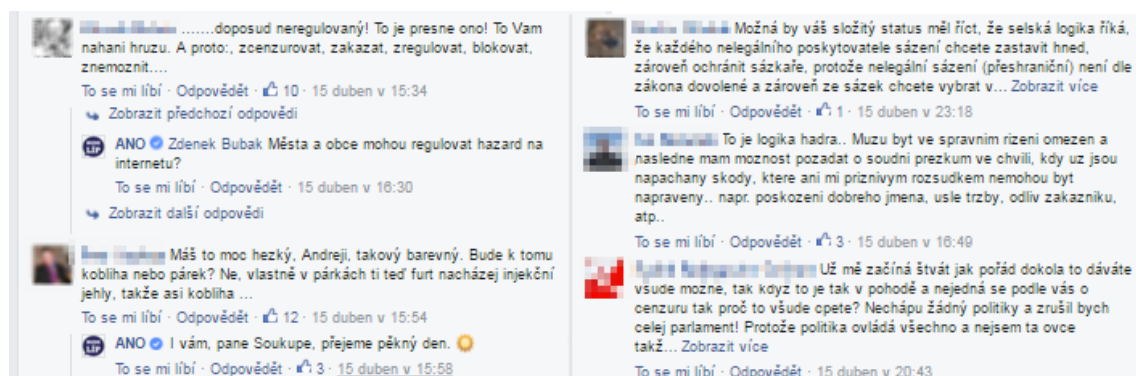 .......doposud neregulovaný! To je presne ono! To Vam
nahani hruzu. A proto:, zcenzurovat, zakazat, zregulovat, blokovat,
znemoznit....
To se mi líbí · Odpovědět · 10 · 15 duben v 15:34
Zobrazit předchozí odpovědi
ANO Zdenek Bubak Města a obce mohou regulovat hazard na
internetu?
To se mi líbí · Odpovědět · 15 duben v 16:30
Zobrazit další odpovědi
Máš to moc hezký, Andreji, takový barevný. Bude k tomu
kobliha nebo párek? Ne, vlastně v párkách ti teď furt nacházej injekční
jehly, takže asi kobliha ...
To se mi líbí · Odpovědět · 12 · 15 duben v 15:54
ANO I vám, pane Soukupe, přejeme pěkný den.
To se mi líbí · Odpovědět · 3 · 15 duben v 15:58
Možná by váš složitý status měl říct, že selská logika říká,
že každého nelegálního poskytovatele sázení chcete zastavit hned,
zároveň ochránit sázkaře, protože nelegální sázení (přeshraniční) není dle
zákona dovolené a zároveň ze sázek chcete vybrat v... Zobrazit více
To se mi líbí · Odpovědět · 1 · 15 duben v 23:18
To je logika hadra.. Muzu byt ve spravnim rizeni omezen a
nasledne mam moznost pozadat o soudni prezkum ve chvili, kdy uz jsou
napachany skody, ktere ani mi priznivym rozsudkem nemohou byt
napraveny.. napr. poskozeni dobreho jmena, usle trzby, odliv zakazniku,
atp..
To se mi líbí · Odpovědět · 3 · 15 duben v 16:49
Už mě začíná štvát jak pořád dokola to dáváte
vsude mozne, tak kdyz to je tak v pohodě a nejedná se podle vás o
cenzuru tak proč to všude cpete? Nechápu žádný politiky a zrušil bych
celej parlament! Protože politika ovládá všechno a nejsem ta ovce
takž... Zobrazit více
To se mi líbí · Odpovědět · 15 duben v 20:43